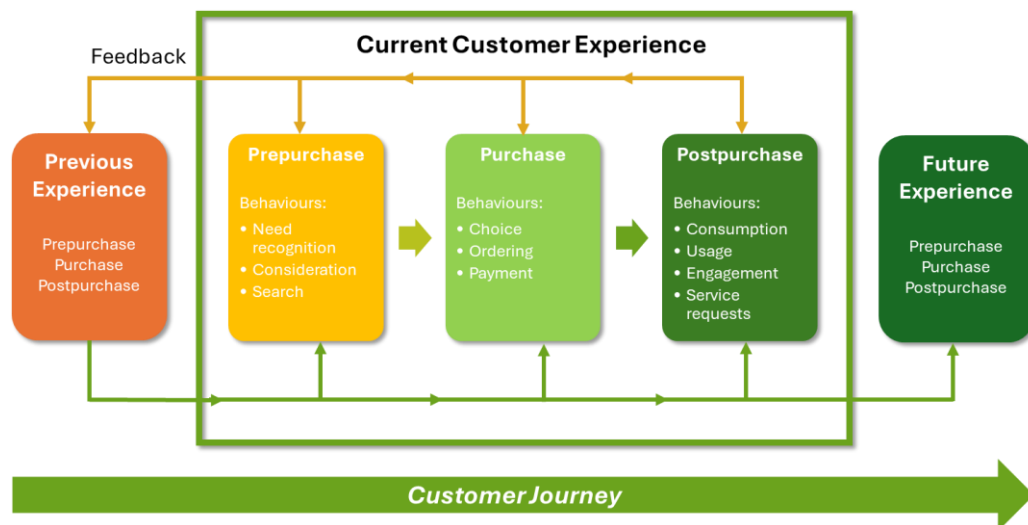 Current Customer Experience
Feedback
Previous
Experience
Prepurchase
Purchase
Postpurchase
Prepurchase
Behaviours:
• Need
recognition
• Consideration
• Search
Purchase
Behaviours:
• Choice
• Ordering
• Payment
Postpurchase
Behaviours:
• Consumption
• Usage
• Engagement
• Service
requests
Future
Experience
Prepurchase
Purchase
Postpurchase
Customer Journey